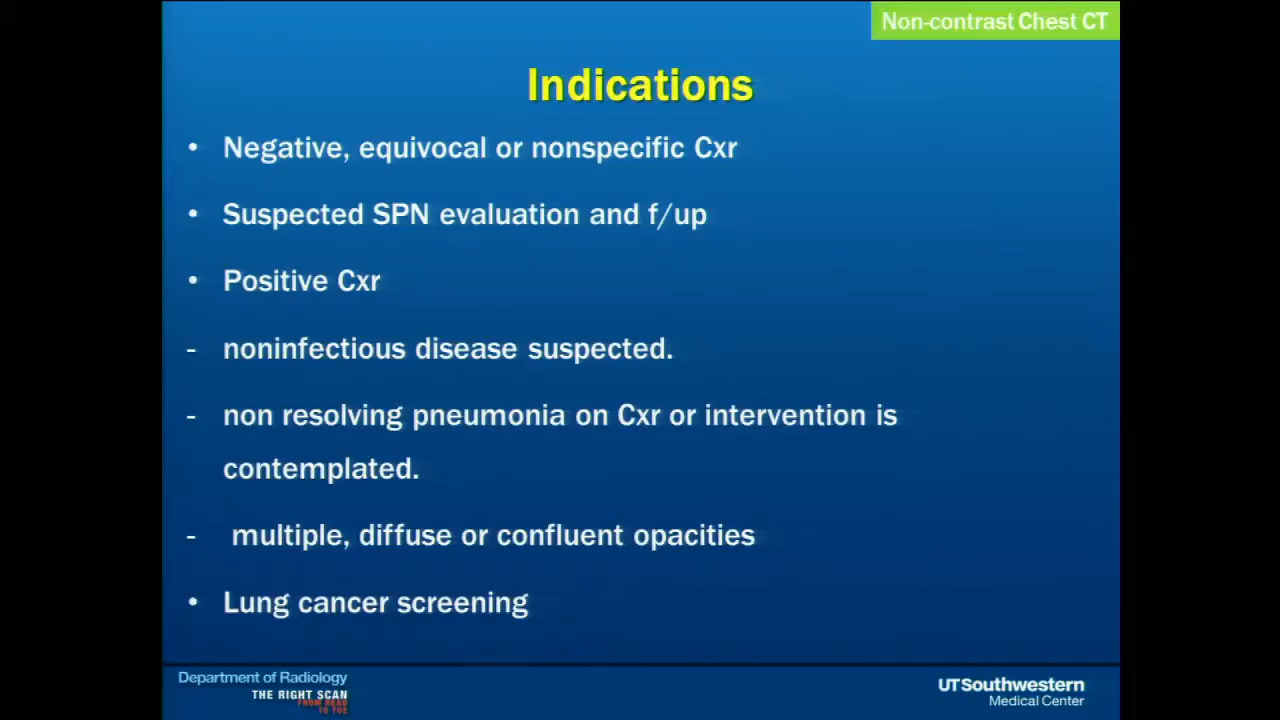 Non-contrast Chest CT
Indications
• Negative, equivocal or nonspecific Cxr
• Suspected SPN evaluation and f/up
• Positive Cxr
- noninfectious disease suspected.
- non resolving pneumonia on Cxr or intervention is
contemplated.
- multiple, diffuse or confluent opacities
• Lung cancer screening
Department of Radiology
THE RIGHT SCAN
FROM HEAD
TO TOE
UTSouthwestern
Medical Center